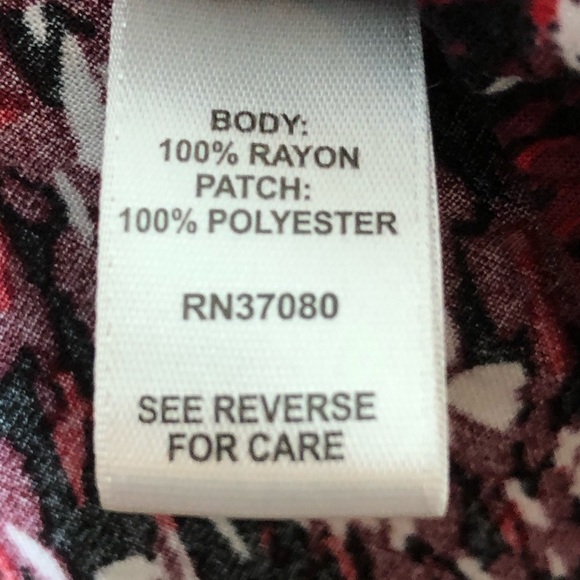 BODY:
100% RAYON
PATCH:
100% POLYESTER
RN37080
SEE REVERSE
FOR CARE